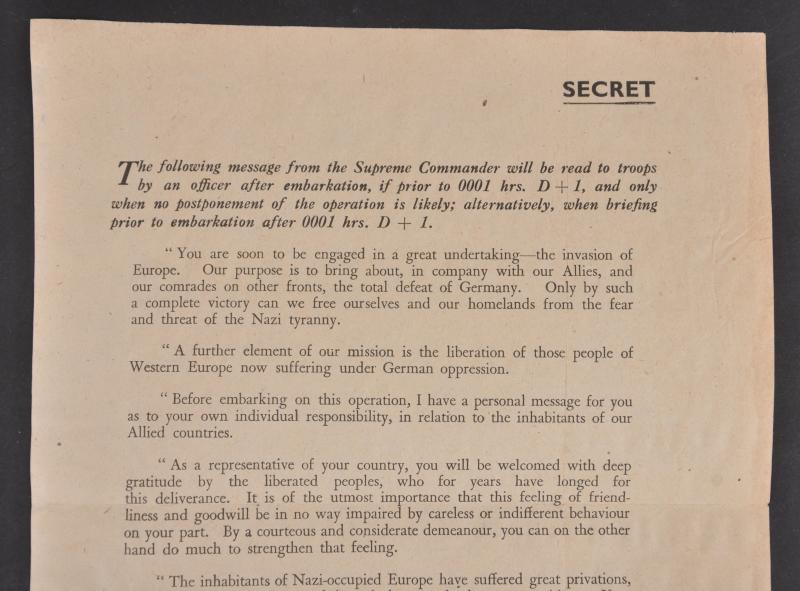 SECRET
The following message from the Supreme Commander will be read to troops
by an officer after embarkation, if prior to 0001 hrs. D + 1, and only
when no postponement of the operation is likely; alternatively, when briefing
prior to embarkation after 0001 hrs. D + 1.
“ You are soon to be engaged in a great undertaking—the invasion of
Europe. Our purpose is to bring about, in company with our Allies, and
our comrades on other fronts, the total defeat of Germany. Only by such
a complete victory can we free ourselves and our homelands from the fear
and threat of the Nazi tyranny.
“ A further element of our mission is the liberation of those people of
Western Europe now suffering under German oppression.
“ Before embarking on this operation, I have a personal message for you
as to your own individual responsibility, in relation to the inhabitants of our
Allied countries.
“ As a representative of your country, you will be welcomed with deep
gratitude by the liberated peoples, who for years have longed for
this deliverance. It is of the utmost importance that this feeling of friend-
liness and goodwill be in no way impaired by careless or indifferent behaviour
on your part. By a courteous and considerate demeanour, you can on the other
hand do much to strengthen that feeling.
“ The inhabitants of Nazi-occupied Europe have suffered great privations,